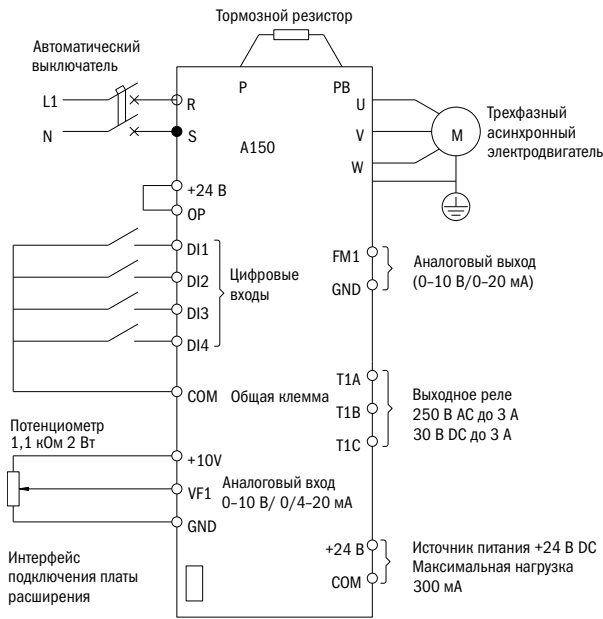 Тормозной резистор
Автоматический
выключатель
P
PB
L1
R
U
N
S
V
W
A150
M
Трехфазный
асинхронный
электродвигатель
+24 В
OP
DI1
DI2
DI3
DI4
Цифровые
входы
FM1
GND
Аналоговый выход
(0–10 В/0–20 мА)
COM
Общая клемма
T1A
T1B
T1C
Выходное реле
250 В AC до 3 А
30 В DC до 3 А
Потенциометр
1,1 кОм 2 Вт
+10V
VF1
GND
Аналоговый вход
0–10 В/ 0/4–20 мА
+24 В
COM
Источник питания +24 В DC
Максимальная нагрузка
300 мА
Интерфейс
подключения платы
расширения